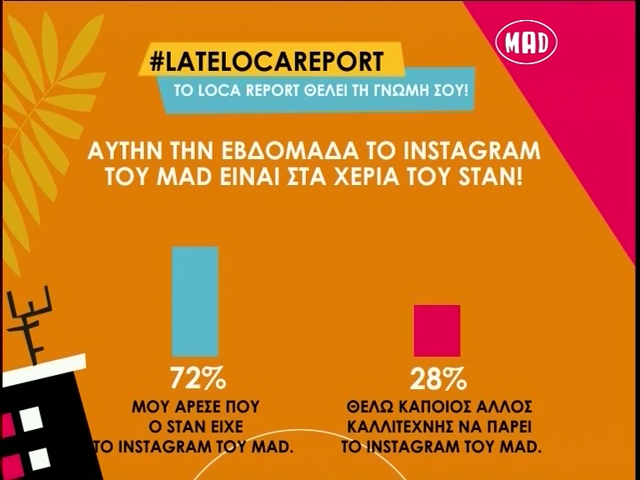 MAD
#LATELOCAREPORT
ΤΟ LOCA REPORT ΘΕΛΕΙ ΤΗ ΓΝΩΜΗ ΣΟΥ!
ΑΥΤΗΝ ΤΗΝ ΕΒΔΟΜΑΔΑ ΤΟ INSTAGRAM
ΤΟΥ MAD ΕΙΝΑΙ ΣΤΑ ΧΕΡΙΑ ΤΟΥ STAN!
72%
ΜΟΥ ΑΡΕΣΕ ΠΟΥ
Ο STAN ΕΙΧΕ
ΤΟ INSTAGRAM ΤΟΥ MAD.
28%
ΘΕΛΩ ΚΑΠΟΙΟΣ ΑΛΛΟΣ
ΚΑΛΛΙΤΕΧΝΗΣ ΝΑ ΠΑΡΕΙ
ΤΟ INSTAGRAM ΤΟΥ MAD.